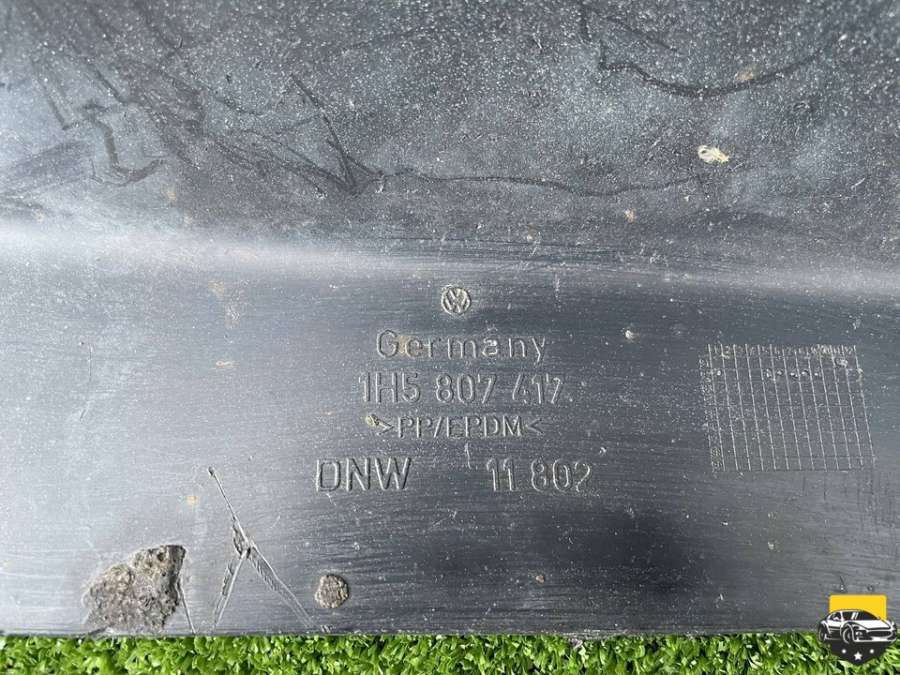 Germany
1H5 807 417
>PP/EPDM<
DNW 11 802